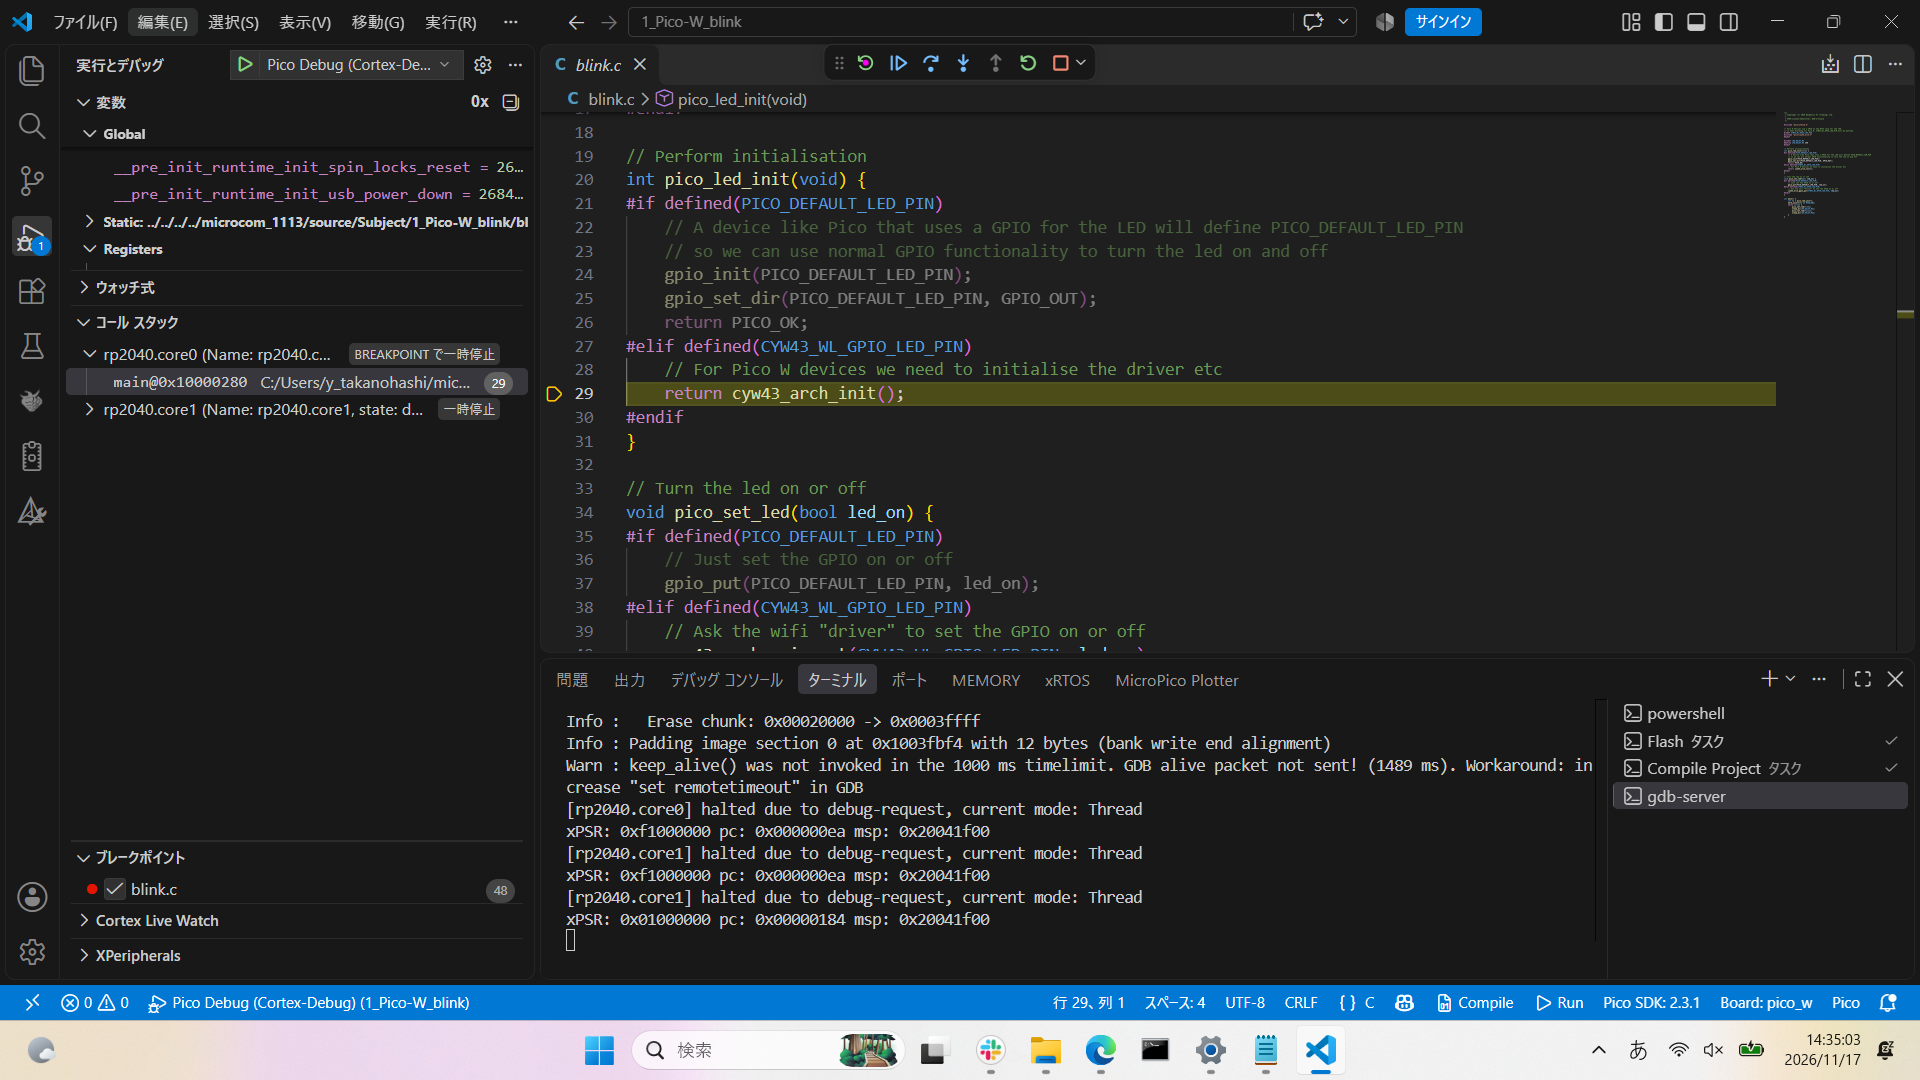 ファイル(F) 編集(E) 選択(S) 表示(V) 移動(G) 実行(R) ···
1_Pico-W_blink
サインイン
実行とデバッグ
Pico Debug (Cortex-De...
変数
0x
Global
__pre_init_runtime_init_spin_locks_reset = 26...
__pre_init_runtime_init_usb_power_down = 2684...
Static: ../../../../microcom_1113/source/Subject/1_Pico-W_blink/bl
Registers
ウォッチ式
コール スタック
rp2040.core0 (Name: rp2040.c... BREAKPOINT で一時停止
main@0x10000280 C:/Users/y_takanohashi/mic... 29
rp2040.core1 (Name: rp2040.core1, state: d... 一時停止
ブレークポイント
blink.c 48
Cortex Live Watch
XPeripherals
1
C blink.c
C blink.c > pico_led_init(void)
18
19 // Perform initialisation
20 int pico_led_init(void) {
21 #if defined(PICO_DEFAULT_LED_PIN)
22 // A device like Pico that uses a GPIO for the LED will define PICO_DEFAULT_LED_PIN
23 // so we can use normal GPIO functionality to turn the led on and off
24 gpio_init(PICO_DEFAULT_LED_PIN);
25 gpio_set_dir(PICO_DEFAULT_LED_PIN, GPIO_OUT);
26 return PICO_OK;
27 #elif defined(CYW43_WL_GPIO_LED_PIN)
28 // For Pico W devices we need to initialise the driver etc
29 return cyw43_arch_init();
30 #endif
31 }
32
33 // Turn the led on or off
34 void pico_set_led(bool led_on) {
35 #if defined(PICO_DEFAULT_LED_PIN)
36 // Just set the GPIO on or off
37 gpio_put(PICO_DEFAULT_LED_PIN, led_on);
38 #elif defined(CYW43_WL_GPIO_LED_PIN)
39 // Ask the wifi "driver" to set the GPIO on or off
問題 出力 デバッグ コンソール ターミナル ポート MEMORY xRTOS MicroPico Plotter
Info :   Erase chunk: 0x00020000 -> 0x0003ffff
Info : Padding image section 0 at 0x1003fbf4 with 12 bytes (bank write end alignment)
Warn : keep_alive() was not invoked in the 1000 ms timelimit. GDB alive packet not sent! (1489 ms). Workaround: in
crease "set remotetimeout" in GDB
[rp2040.core0] halted due to debug-request, current mode: Thread
xPSR: 0xf1000000 pc: 0x000000ea msp: 0x20041f00
[rp2040.core1] halted due to debug-request, current mode: Thread
xPSR: 0xf1000000 pc: 0x000000ea msp: 0x20041f00
[rp2040.core1] halted due to debug-request, current mode: Thread
xPSR: 0x01000000 pc: 0x00000184 msp: 0x20041f00
powershell
Flash タスク
Compile Project タスク
gdb-server
0 0 Pico Debug (Cortex-Debug) (1_Pico-W_blink)
行 29、列 1 スペース: 4 UTF-8 CRLF { } C Compile Run Pico SDK: 2.3.1 Board: pico_w Pico
検索
あ
14:35:03
2026/11/17